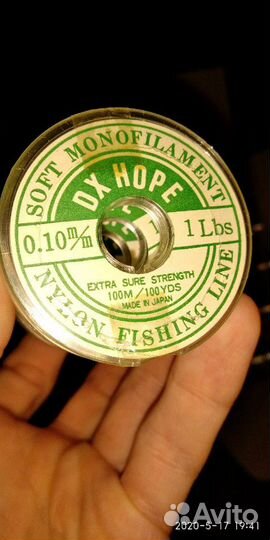 SOFT MONOFILAMENT
DX HOPE
0.10m/m
1 Lbs
EXTRA SURE STRENGTH
100M/100YDS
MADE IN JAPAN
NYLON FISHING LINE
2020-5-17 19:41
Avito